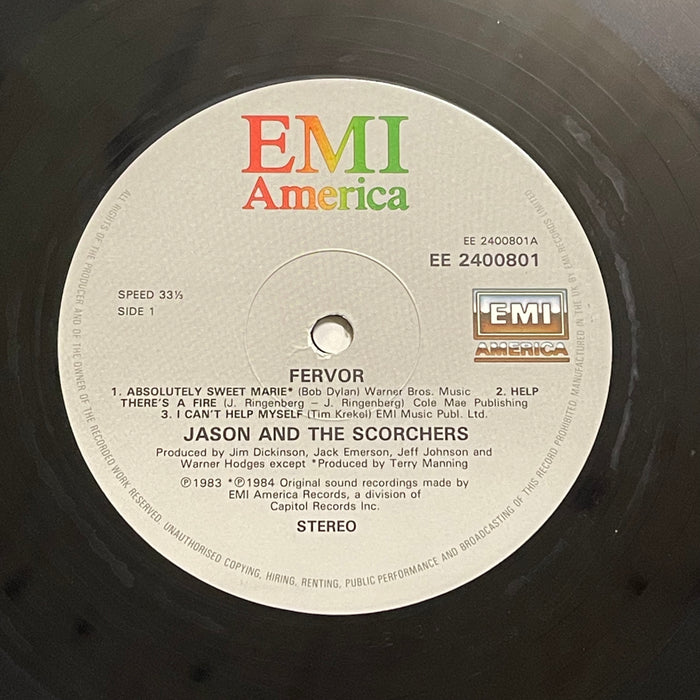 EMI
America
EE 2400801A
EE 2400801
SPEED 33⅓
SIDE 1
EMI
AMERICA
FERVOR
1. ABSOLUTELY SWEET MARIE* (Bob Dylan) Warner Bros. Music 2. HELP
THERE'S A FIRE (J. Ringenberg – J. Ringenberg) Cole Mae Publishing
3. I CAN'T HELP MYSELF (Tim Krekel) EMI Music Publ. Ltd.
JASON AND THE SCORCHERS
Produced by Jim Dickinson, Jack Emerson, Jeff Johnson and
Warner Hodges except *Produced by Terry Manning
℗1983 *℗1984 Original sound recordings made by
EMI America Records, a division of
Capitol Records Inc.
STEREO
ALL RIGHTS OF THE PRODUCER AND OF THE OWNER OF THE RECORDED WORK RESERVED. UNAUTHORISED COPYING, HIRING, RENTING, PUBLIC PERFORMANCE AND BROADCASTING OF THIS RECORD PROHIBITED. MANUFACTURED IN THE UK BY EMI RECORDS LIMITED